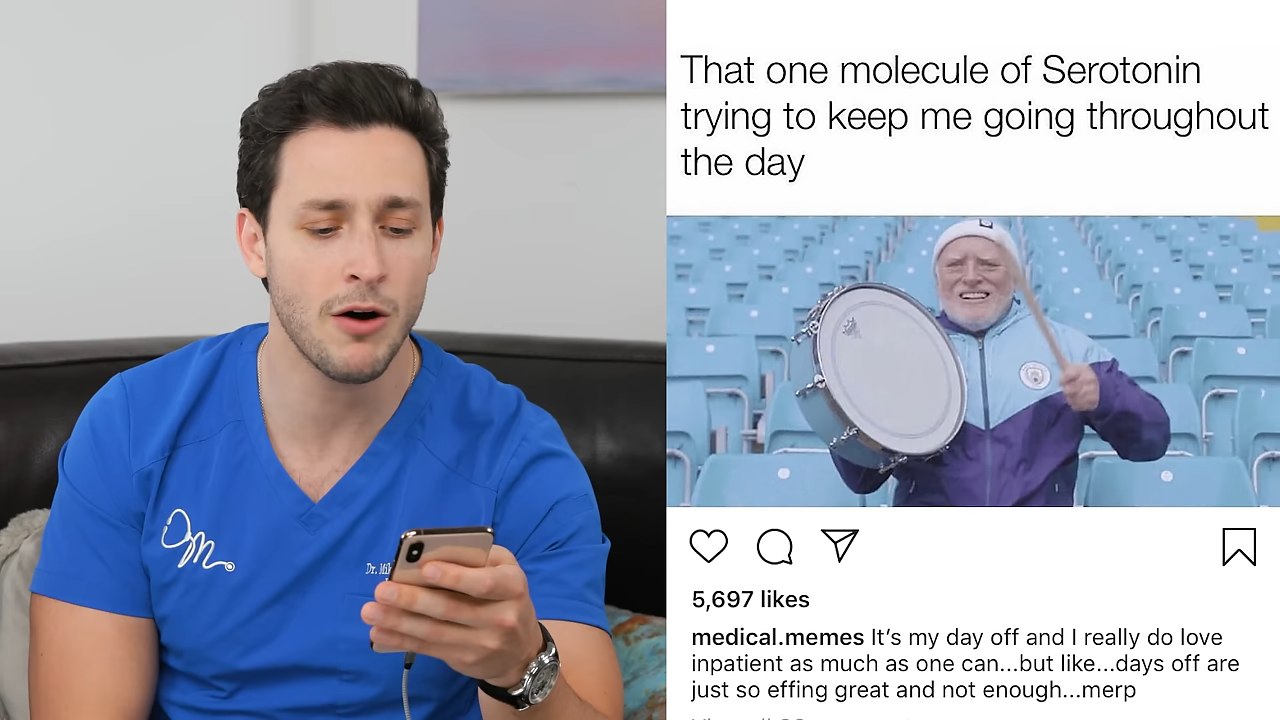 Dr. Mik
That one molecule of Serotonin
trying to keep me going throughout
the day
5,697 likes
medical.memes It’s my day off and I really do love
inpatient as much as one can...but like...days off are
just so effing great and not enough...merp